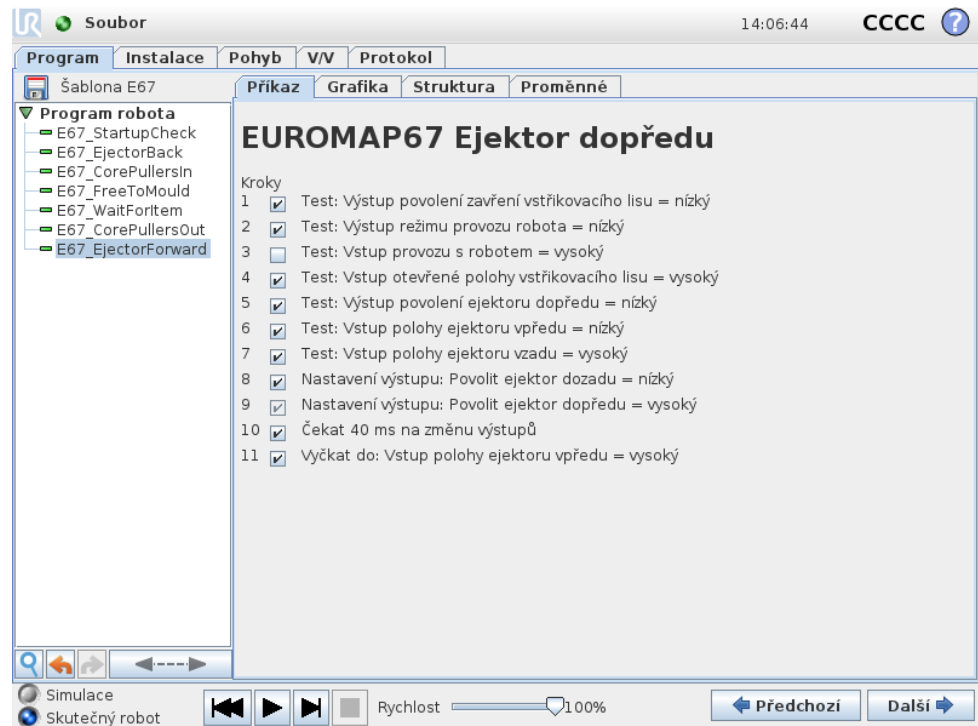 UR Soubor 14:06:44 CCCC ?
Program Instalace Pohyb V/V Protokol
Šablona E67 Příkaz Grafika Struktura Proměnné
Program robota
E67_StartupCheck
E67_EjectorBack
E67_CorePullersIn
E67_FreeToMould
E67_WaitForItem
E67_CorePullersOut
E67_EjectorForward
EUROMAP67 Ejektor dopředu
Kroky
1 Test: Výstup povolení zavření vstřikovacího lisu = nízký
2 Test: Výstup režimu provozu robota = nízký
3 Test: Vstup provozu s robotem = vysoký
4 Test: Vstup otevřené polohy vstřikovacího lisu = vysoký
5 Test: Výstup povolení ejektoru dopředu = nízký
6 Test: Vstup polohy ejektoru vpředu = nízký
7 Test: Vstup polohy ejektoru vzadu = vysoký
8 Nastavení výstupu: Povolit ejektor dozadu = nízký
9 Nastavení výstupu: Povolit ejektor dopředu = vysoký
10 Čekat 40 ms na změnu výstupů
11 Vyčkat do: Vstup polohy ejektoru vpředu = vysoký
Simulace
Skutečný robot
Rychlost 100%
Předchozí Další